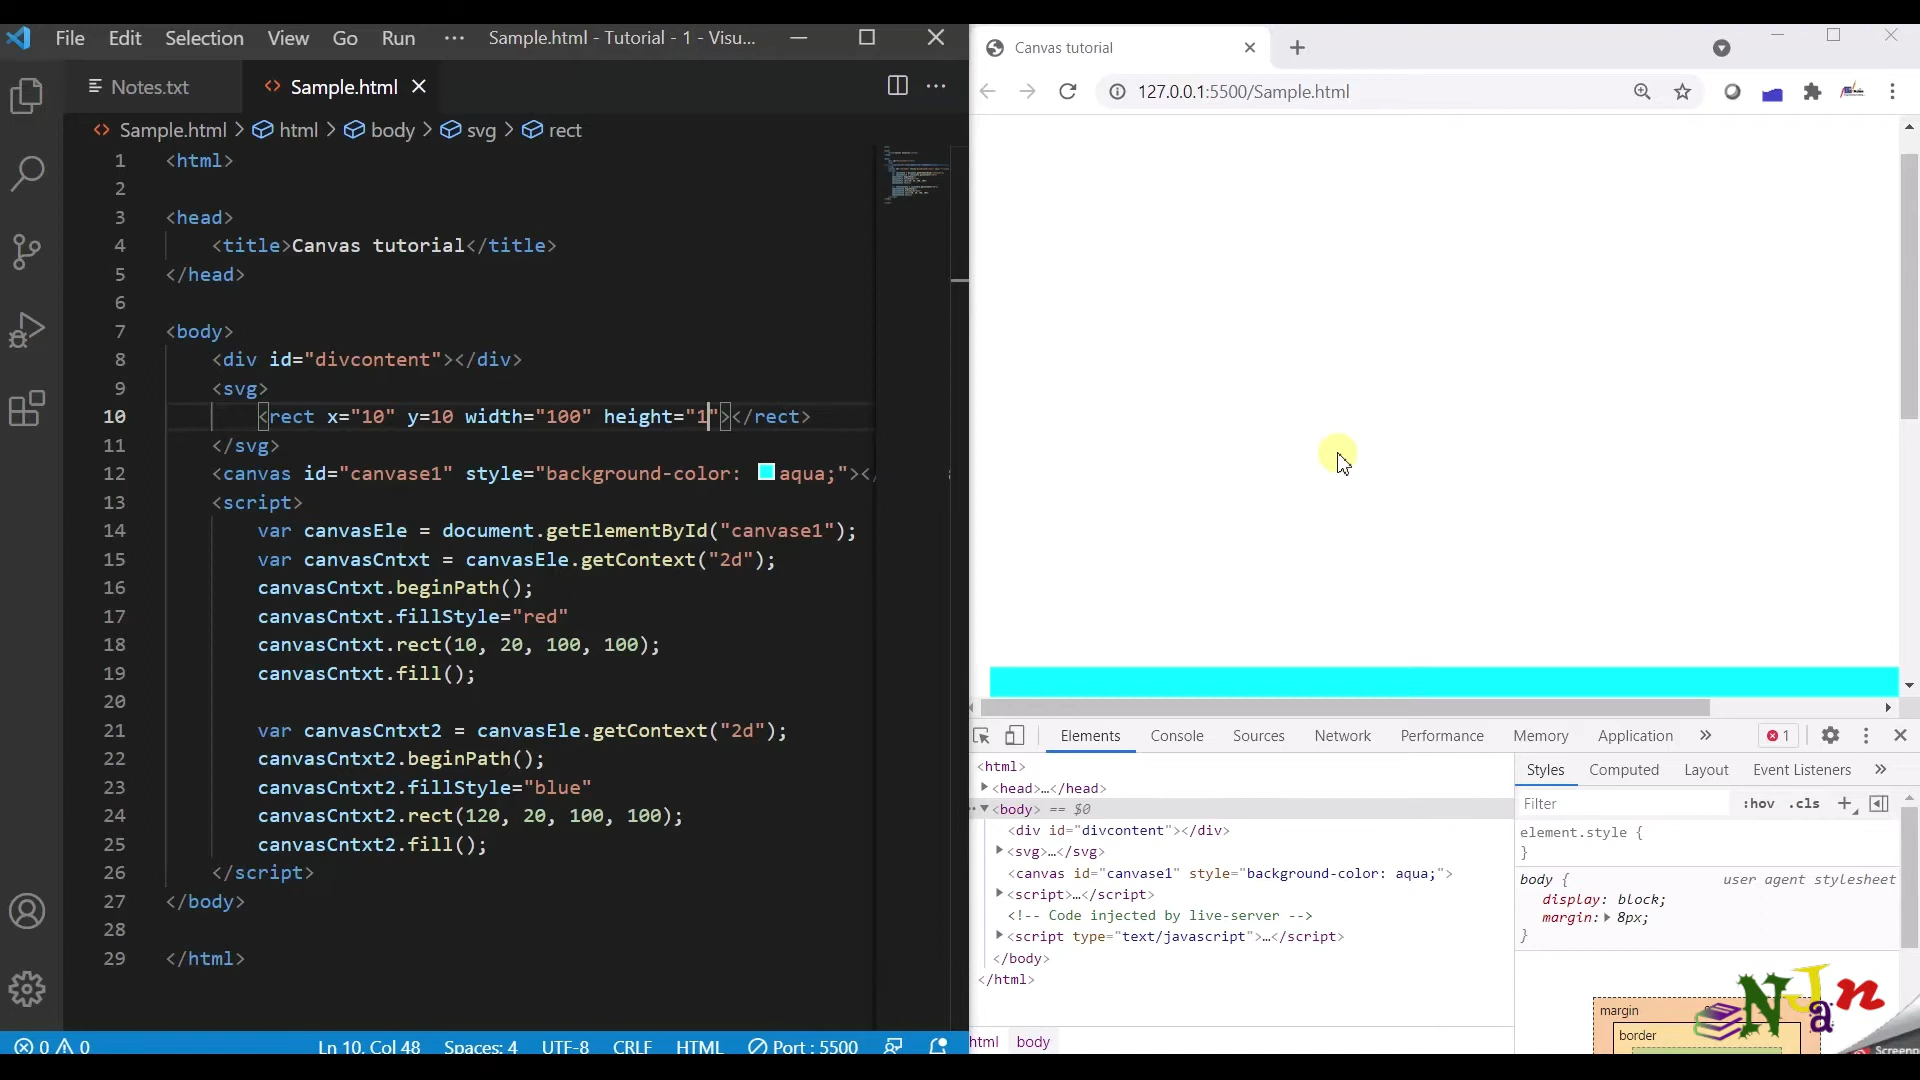 File Edit Selection View Go Run ··· Sample.html - Tutorial - 1 - Visu...
Notes.txt
Sample.html
Sample.html > html > body > svg > rect
1 <html>
2
3 <head>
4 <title>Canvas tutorial</title>
5 </head>
6
7 <body>
8 <div id="divcontent"></div>
9 <svg>
10 <rect x="10" y=10 width="100" height="1"></rect>
11 </svg>
12 <canvas id="canvase1" style="background-color: aqua;"></
13 <script>
14 var canvasEle = document.getElementById("canvase1");
15 var canvasCntxt = canvasEle.getContext("2d");
16 canvasCntxt.beginPath();
17 canvasCntxt.fillStyle="red"
18 canvasCntxt.rect(10, 20, 100, 100);
19 canvasCntxt.fill();
20
21 var canvasCntxt2 = canvasEle.getContext("2d");
22 canvasCntxt2.beginPath();
23 canvasCntxt2.fillStyle="blue"
24 canvasCntxt2.rect(120, 20, 100, 100);
25 canvasCntxt2.fill();
26 </script>
27 </body>
28
29 </html>
0 0 Ln 10, Col 48 Spaces: 4 UTF-8 CRLF HTML Port : 5500
Canvas tutorial
127.0.0.1:5500/Sample.html
Elements Console Sources Network Performance Memory Application » 1
<html>
<head>…</head>
<body> == $0
<div id="divcontent"></div>
<svg>…</svg>
<canvas id="canvase1" style="background-color: aqua;">
<script>…</script>
<!-- Code injected by live-server -->
<script type="text/javascript">…</script>
</body>
</html>
html body
Styles Computed Layout Event Listeners »
Filter :hov .cls +
element.style {
}
body { user agent stylesheet
display: block;
margin: 8px;
}
margin
border
NJan